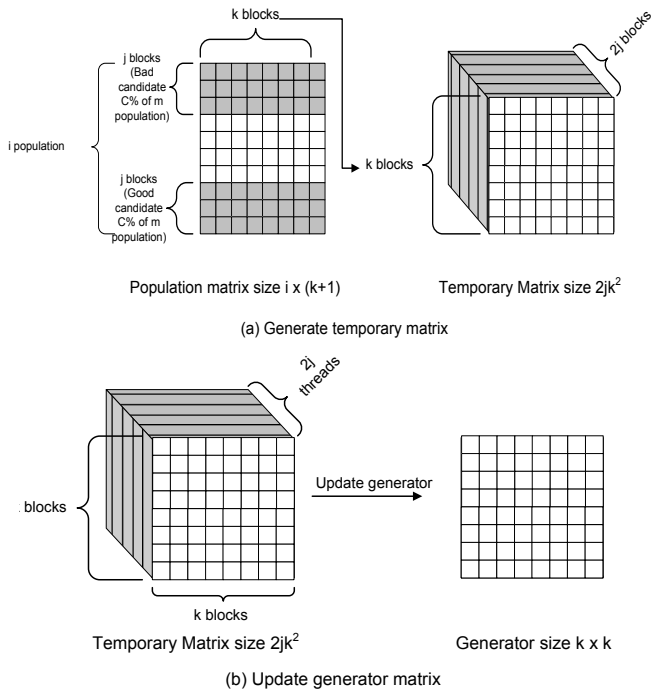 k blocks
j blocks
(Bad
candidate
C% of m
population)
i population
j blocks
(Good
candidate
C% of m
population)
k blocks
2j blocks
Population matrix size i x (k+1)
Temporary Matrix size 2jk²
(a) Generate temporary matrix
2j
threads
blocks
Update generator
k blocks
Temporary Matrix size 2jk²
Generator size k x k
(b) Update generator matrix